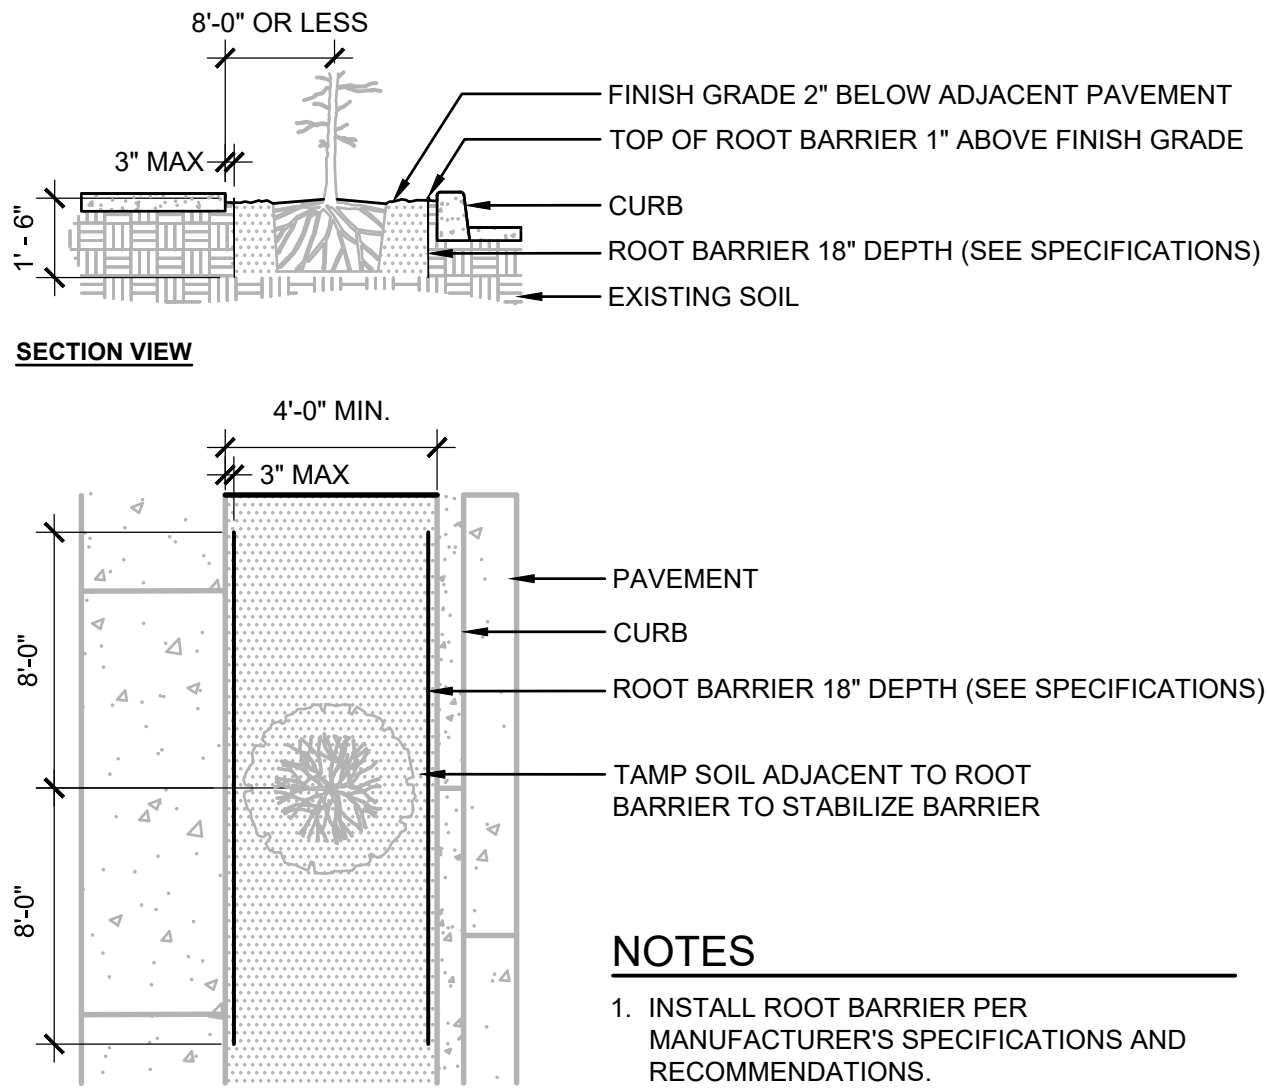 8'-0" OR LESS
FINISH GRADE 2" BELOW ADJACENT PAVEMENT
TOP OF ROOT BARRIER 1" ABOVE FINISH GRADE
3" MAX
CURB
1' - 6"
ROOT BARRIER 18" DEPTH (SEE SPECIFICATIONS)
EXISTING SOIL
SECTION VIEW
4'-0" MIN.
3" MAX
PAVEMENT
CURB
8'-0"
ROOT BARRIER 18" DEPTH (SEE SPECIFICATIONS)
TAMP SOIL ADJACENT TO ROOT
BARRIER TO STABILIZE BARRIER
8'-0"
NOTES
1. INSTALL ROOT BARRIER PER
MANUFACTURER'S SPECIFICATIONS AND
RECOMMENDATIONS.